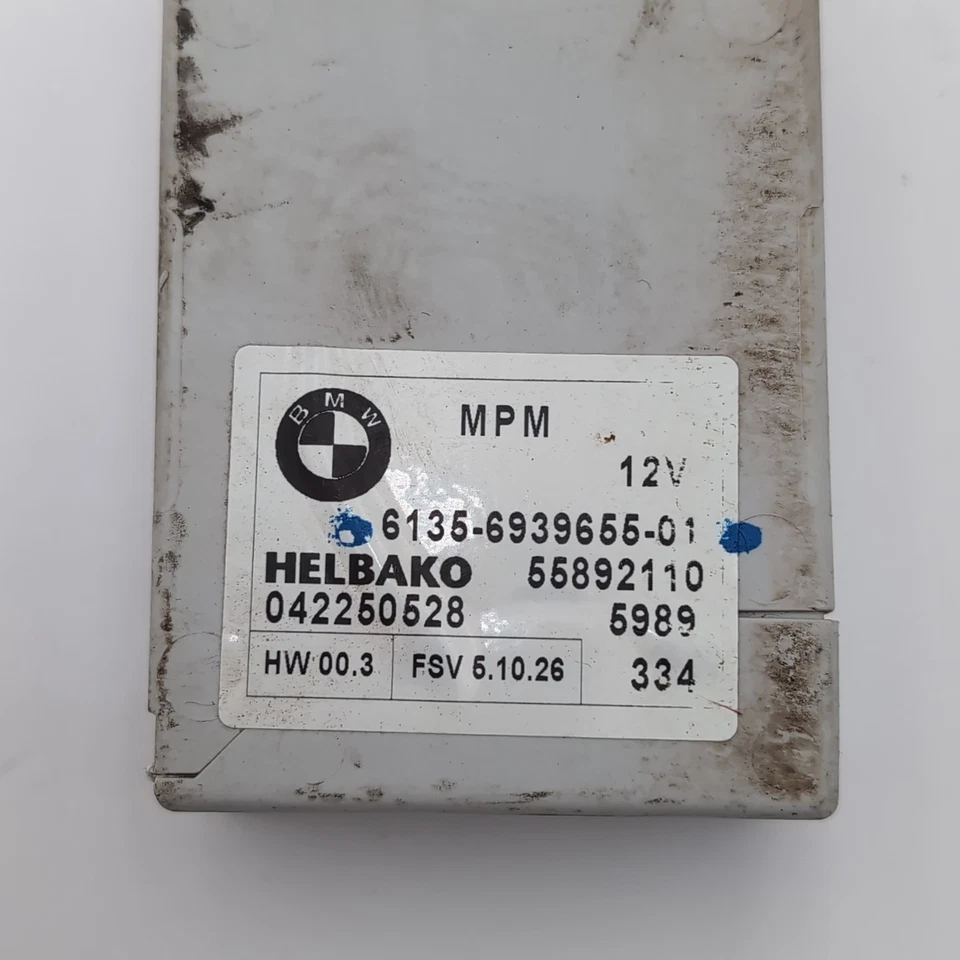 BMW
MPM
12V
6135-6939655-01
HELBAKO 55892110
042250528 5989
HW 00.3 FSV 5.10.26 334